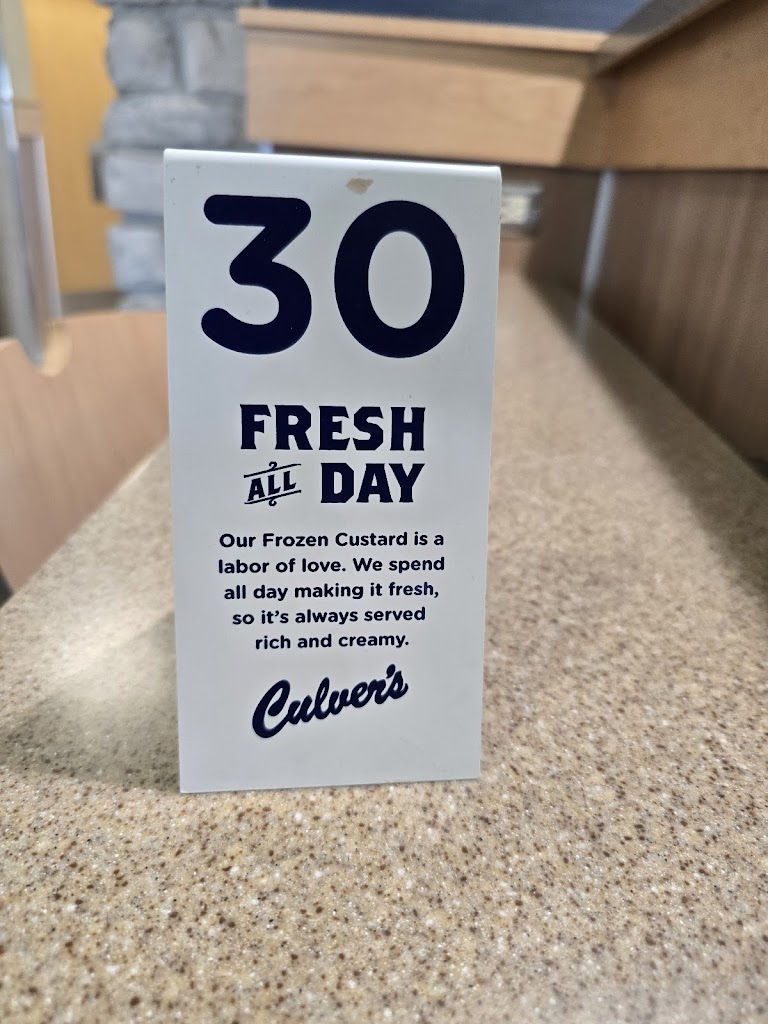 30
FRESH
ALL DAY
Our Frozen Custard is a
labor of love. We spend
all day making it fresh,
so it's always served
rich and creamy.
Culver's